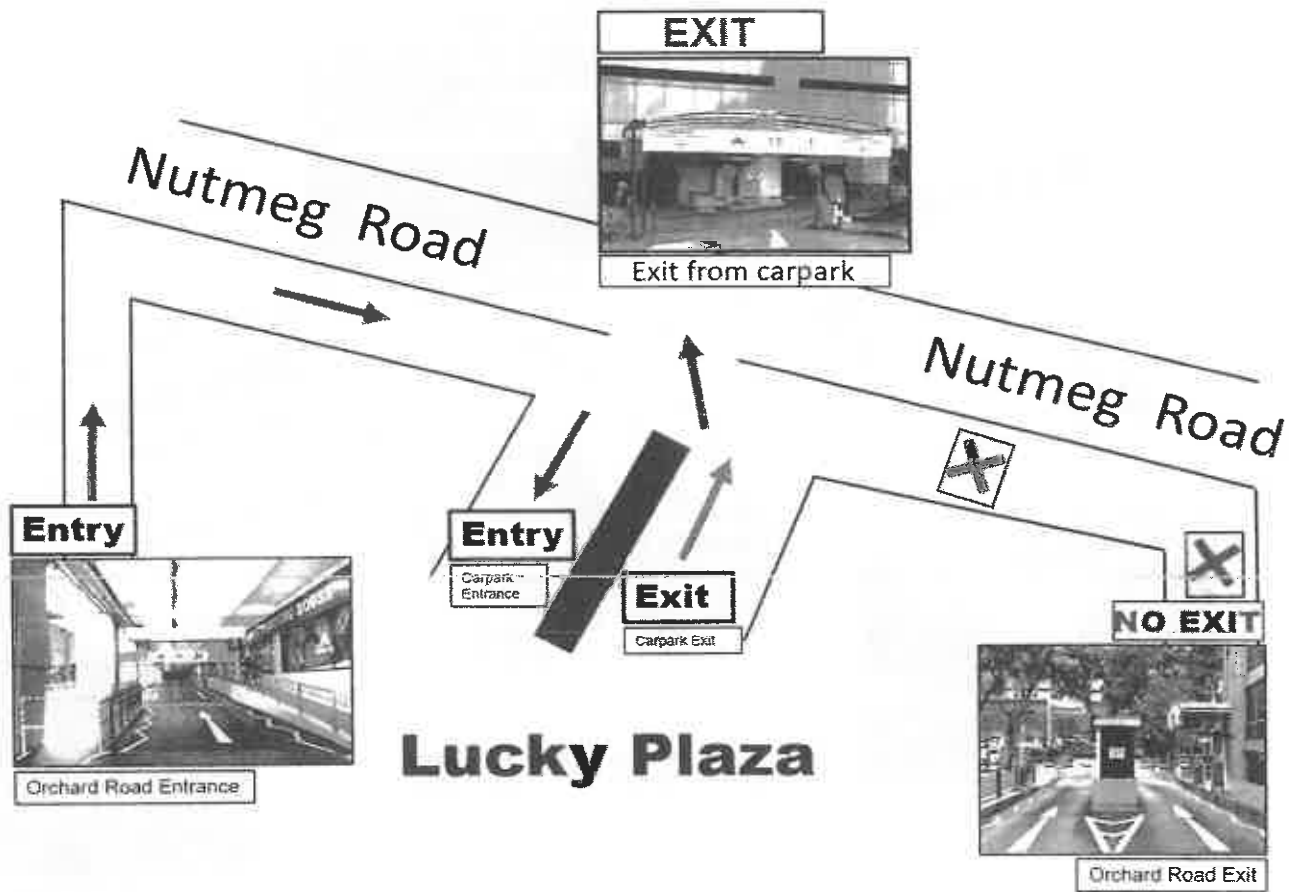 EXIT
Exit from carpark
Nutmeg Road
Nutmeg Road
Entry
Entry
Carpark
Entrance
Exit
Carpark Exit
NO EXIT
Lucky Plaza
Orchard Road Entrance
Orchard Road Exit